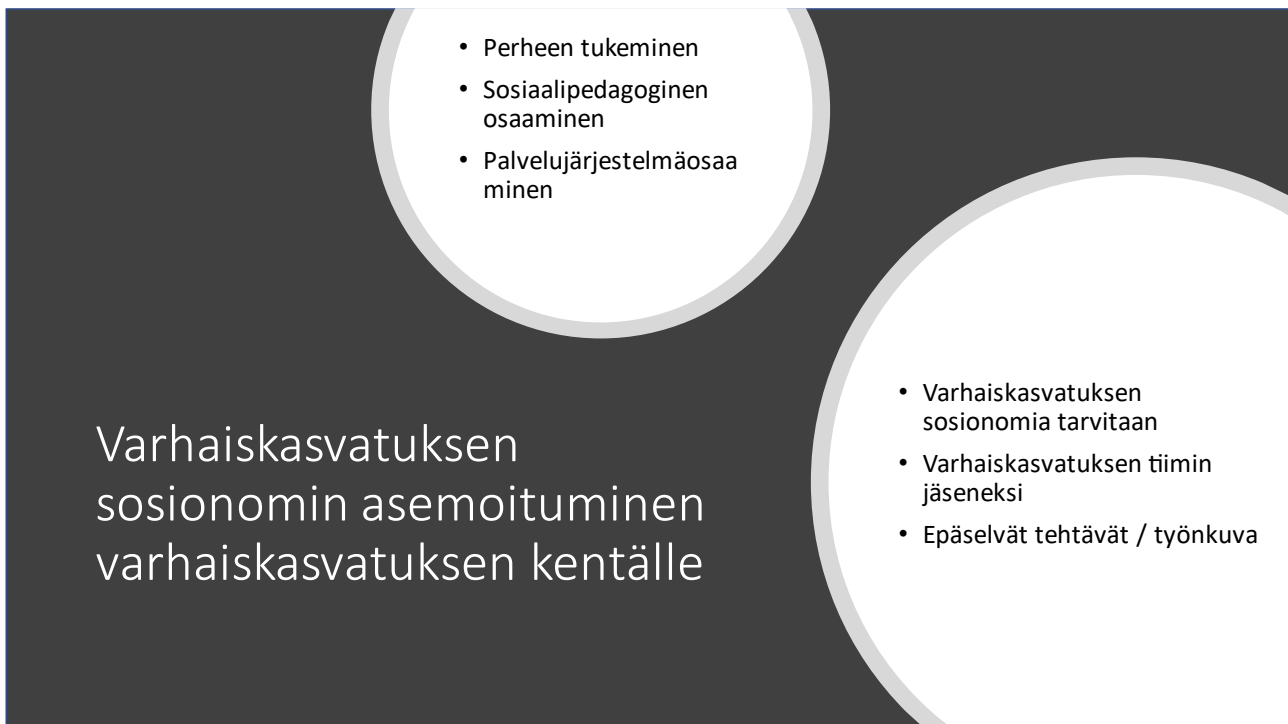 • Perheen tukeminen
• Sosiaalipedagoginen
osaaminen
• Palvelujärjestelmäosaa
minen
Varhaiskasvatuksen
sosionomin asemoituminen
varhaiskasvatuksen kentälle
• Varhaiskasvatuksen
sosionomia tarvitaan
• Varhaiskasvatuksen tiimin
jäseneksi
• Epäselvät tehtävät / työnkuva